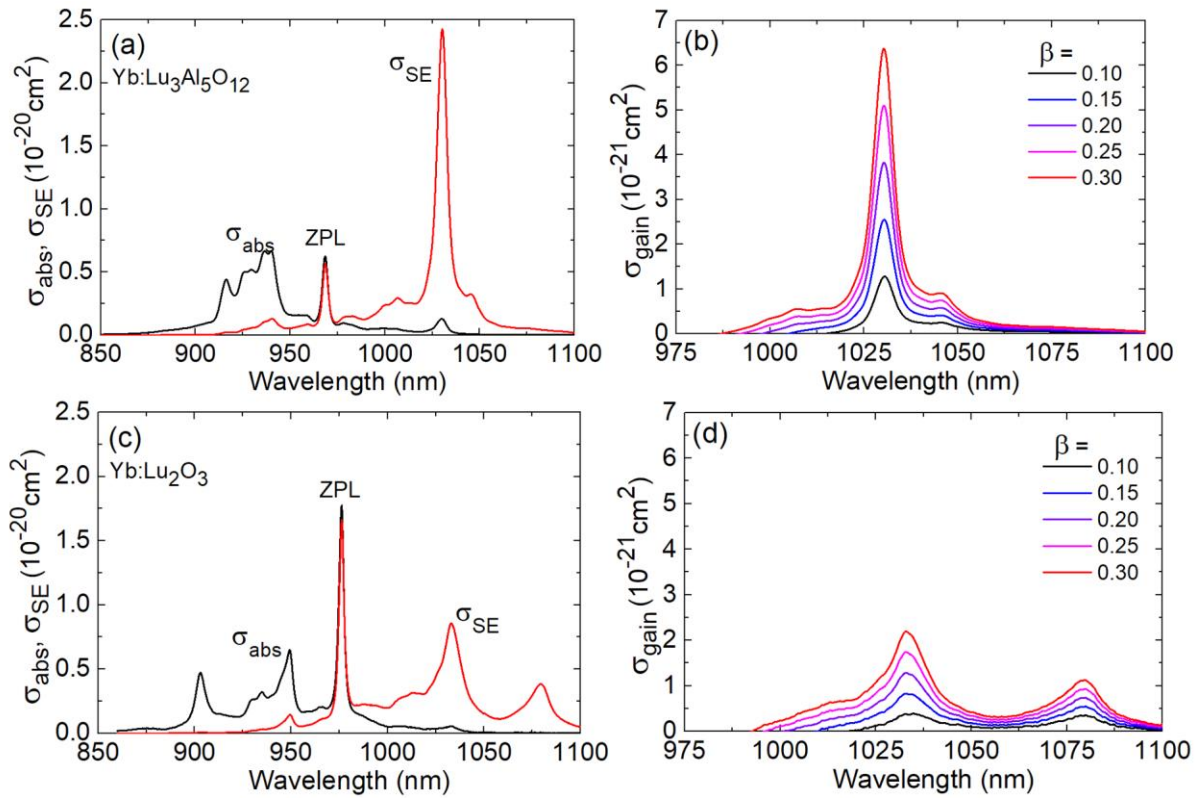 (a)
Yb:Lu₃Al₅O₁₂
σSE
σabs
ZPL
σabs, σSE (10⁻²⁰cm²)
2.5
2.0
1.5
1.0
0.5
0.0
850 900 950 1000 1050 1100
Wavelength (nm)
(b)
β =
0.10
0.15
0.20
0.25
0.30
σgain (10⁻²¹cm²)
7
6
5
4
3
2
1
0
975 1000 1025 1050 1075 1100
Wavelength (nm)
(c)
Yb:Lu₂O₃
ZPL
σabs
σSE
σabs, σSE (10⁻²⁰cm²)
2.5
2.0
1.5
1.0
0.5
0.0
850 900 950 1000 1050 1100
Wavelength (nm)
(d)
β =
0.10
0.15
0.20
0.25
0.30
σgain (10⁻²¹cm²)
7
6
5
4
3
2
1
0
975 1000 1025 1050 1075 1100
Wavelength (nm)